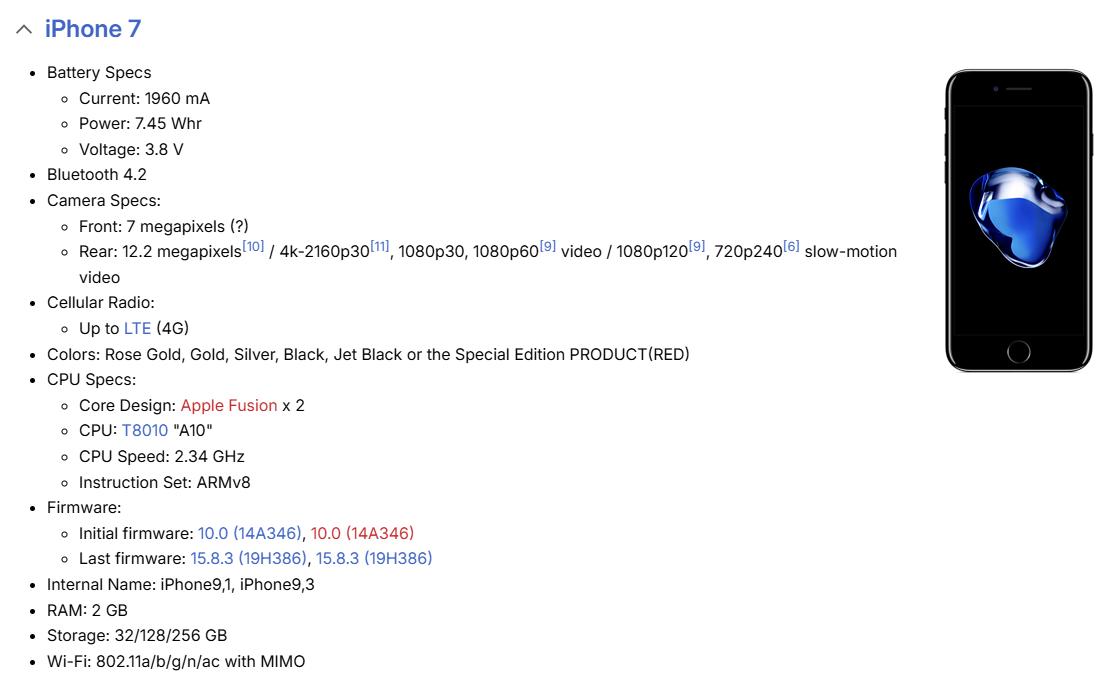 iPhone 7
Battery Specs
Current: 1960 mA
Power: 7.45 Whr
Voltage: 3.8 V
Bluetooth 4.2
Camera Specs:
Front: 7 megapixels (?)
Rear: 12.2 megapixels[10] / 4k-2160p30[11], 1080p30, 1080p60[9] video / 1080p120[9], 720p240[6] slow-motion
video
Cellular Radio:
Up to LTE (4G)
Colors: Rose Gold, Gold, Silver, Black, Jet Black or the Special Edition PRODUCT(RED)
CPU Specs:
Core Design: Apple Fusion x 2
CPU: T8010 "A10"
CPU Speed: 2.34 GHz
Instruction Set: ARMv8
Firmware:
Initial firmware: 10.0 (14A346), 10.0 (14A346)
Last firmware: 15.8.3 (19H386), 15.8.3 (19H386)
Internal Name: iPhone9,1, iPhone9,3
RAM: 2 GB
Storage: 32/128/256 GB
Wi-Fi: 802.11a/b/g/n/ac with MIMO